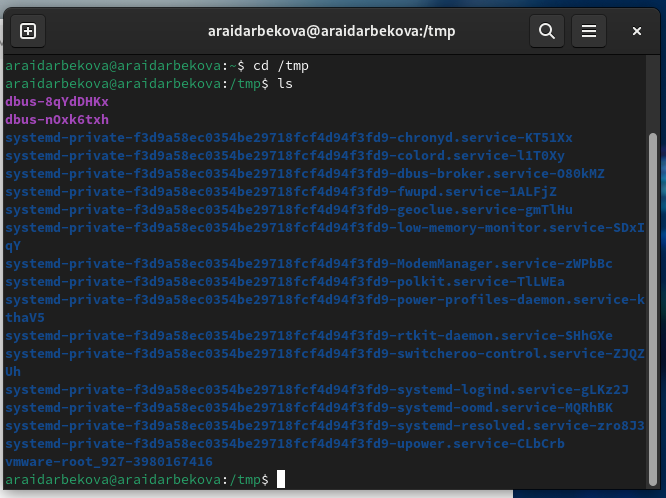 araidarbekova@araidarbekova:/tmp
araidarbekova@araidarbekova:~$ cd /tmp
araidarbekova@araidarbekova:/tmp$ ls
dbus-8qYdDHKx
dbus-nOxk6txh
systemd-private-f3d9a58ec0354be29718fcf4d94f3fd9-chronyd.service-KT51Xx
systemd-private-f3d9a58ec0354be29718fcf4d94f3fd9-colord.service-l1T0Xy
systemd-private-f3d9a58ec0354be29718fcf4d94f3fd9-dbus-broker.service-O80kMZ
systemd-private-f3d9a58ec0354be29718fcf4d94f3fd9-fwupd.service-1ALFjZ
systemd-private-f3d9a58ec0354be29718fcf4d94f3fd9-geoclue.service-gmTlHu
systemd-private-f3d9a58ec0354be29718fcf4d94f3fd9-low-memory-monitor.service-SDxI
qY
systemd-private-f3d9a58ec0354be29718fcf4d94f3fd9-ModemManager.service-zWPbBc
systemd-private-f3d9a58ec0354be29718fcf4d94f3fd9-polkit.service-TlLWEa
systemd-private-f3d9a58ec0354be29718fcf4d94f3fd9-power-profiles-daemon.service-k
thaV5
systemd-private-f3d9a58ec0354be29718fcf4d94f3fd9-rtkit-daemon.service-SHhGXe
systemd-private-f3d9a58ec0354be29718fcf4d94f3fd9-switcheroo-control.service-ZJQZ
Uh
systemd-private-f3d9a58ec0354be29718fcf4d94f3fd9-systemd-logind.service-gLKz2J
systemd-private-f3d9a58ec0354be29718fcf4d94f3fd9-systemd-oomd.service-MQRhBK
systemd-private-f3d9a58ec0354be29718fcf4d94f3fd9-systemd-resolved.service-zro8J3
systemd-private-f3d9a58ec0354be29718fcf4d94f3fd9-upower.service-CLbCrb
vmware-root_927-3980167416
araidarbekova@araidarbekova:/tmp$